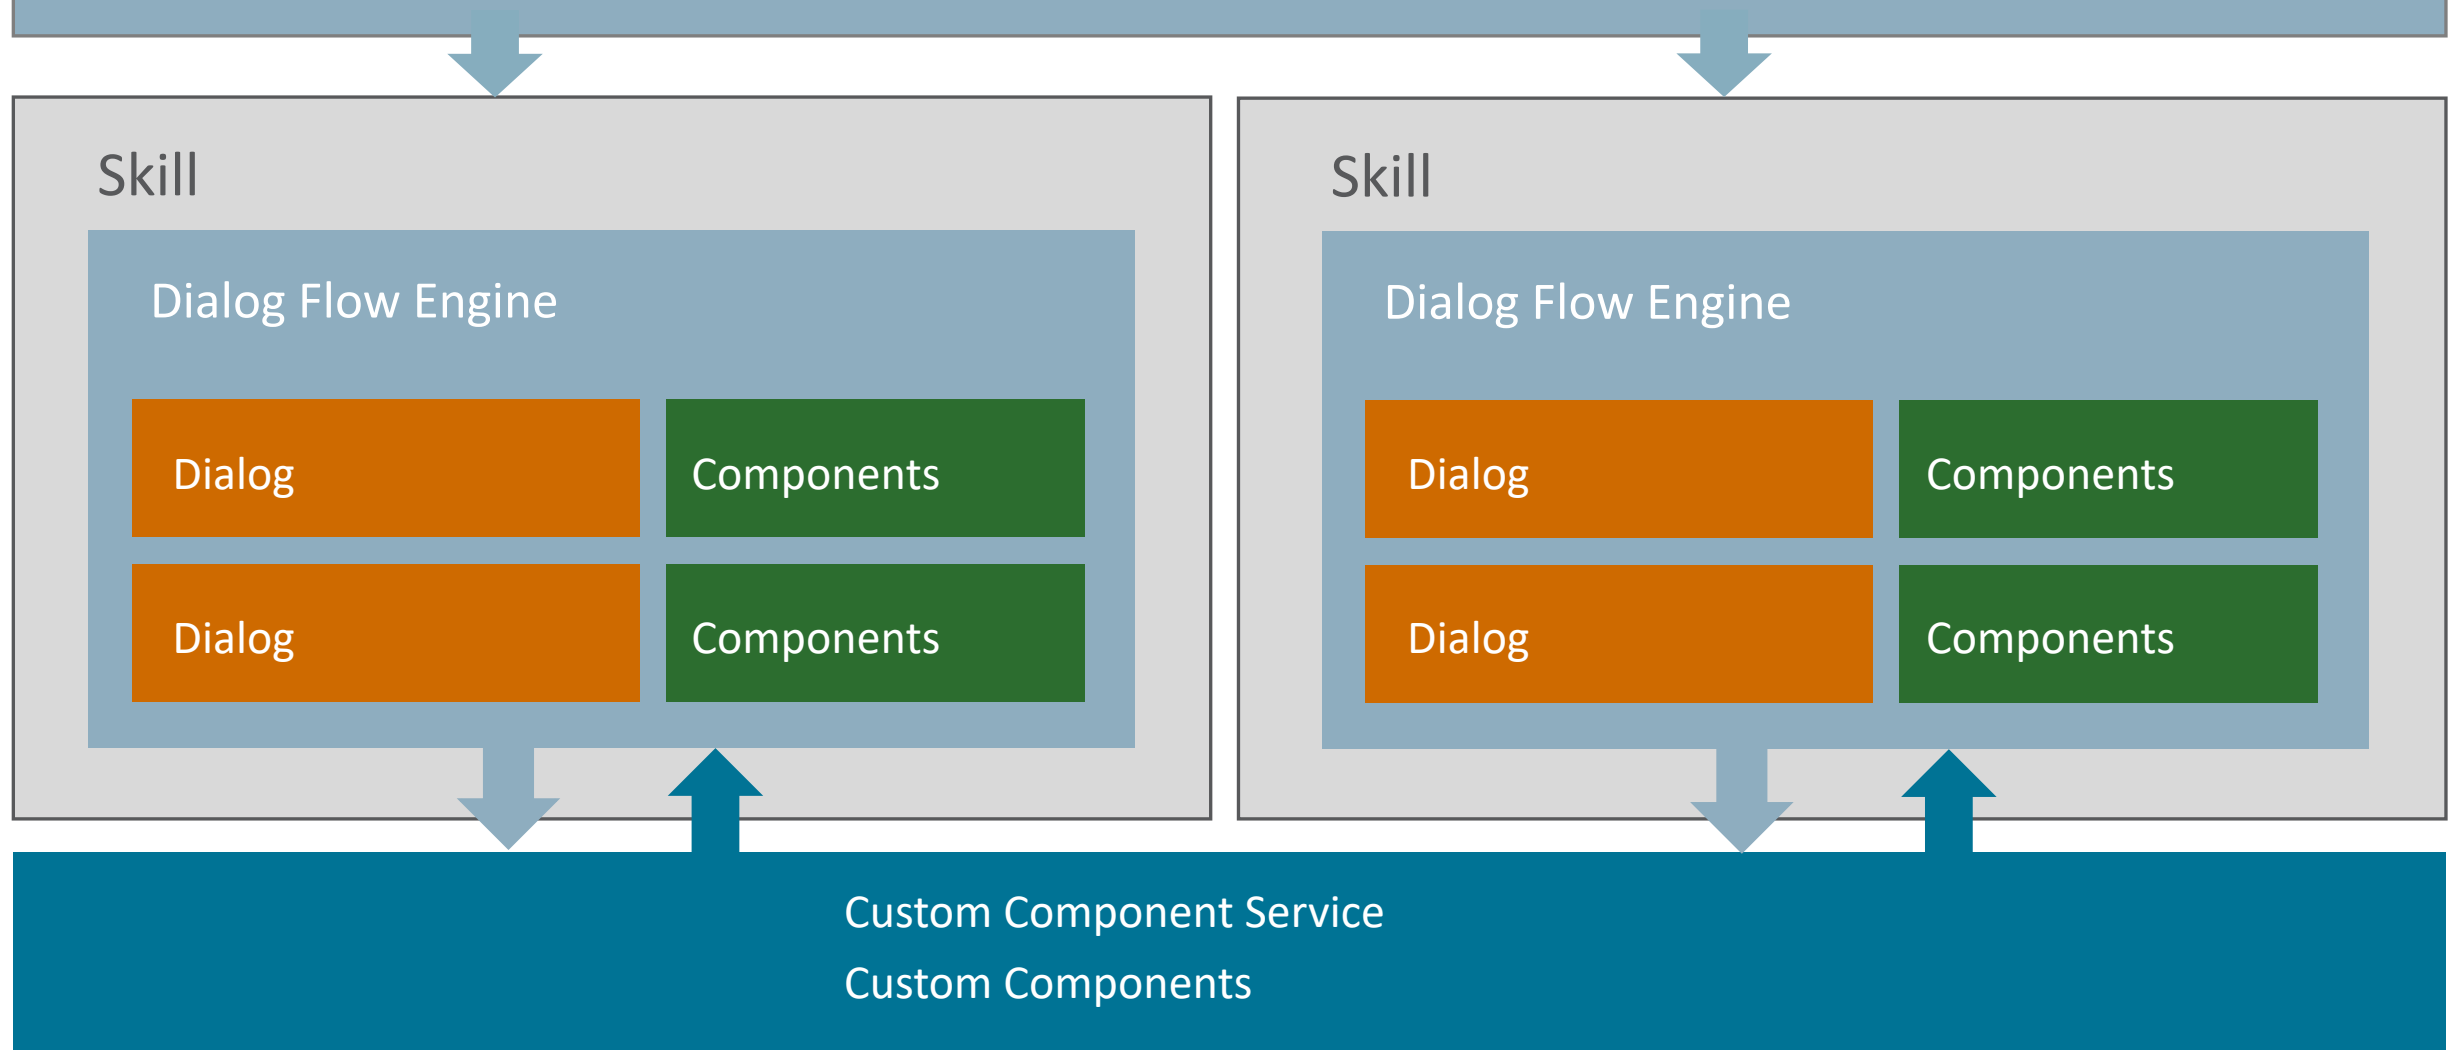 Skill
Dialog Flow Engine
Dialog
Components
Dialog
Components
Skill
Dialog Flow Engine
Dialog
Components
Dialog
Components
Custom Component Service
Custom Components